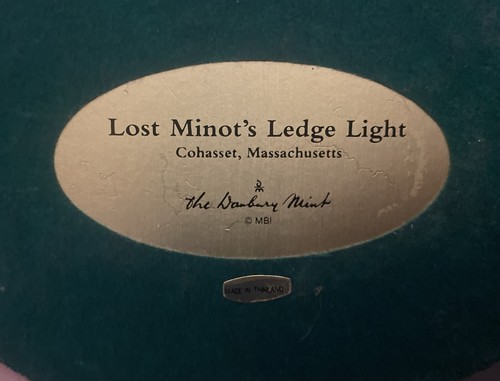 Lost Minot's Ledge Light
Cohasset, Massachusetts
The Danbury Mint
© MBI
MADE IN THAILAND